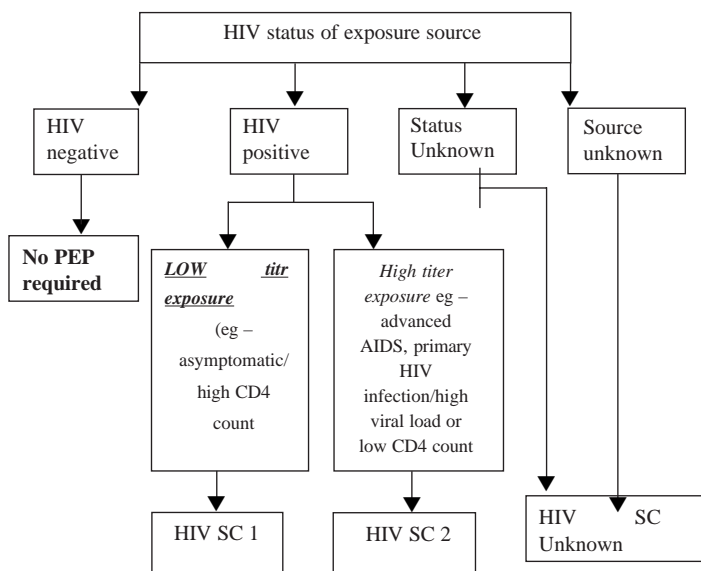 HIV status of exposure source
HIV
negative
HIV
positive
Status
Unknown
Source
unknown
No PEP
required
LOW titr
exposure
(eg –
asymptomatic/
high CD4
count
High titer
exposure eg –
advanced
AIDS, primary
HIV
infection/high
viral load or
low CD4 count
HIV SC 1
HIV SC 2
HIV SC
Unknown